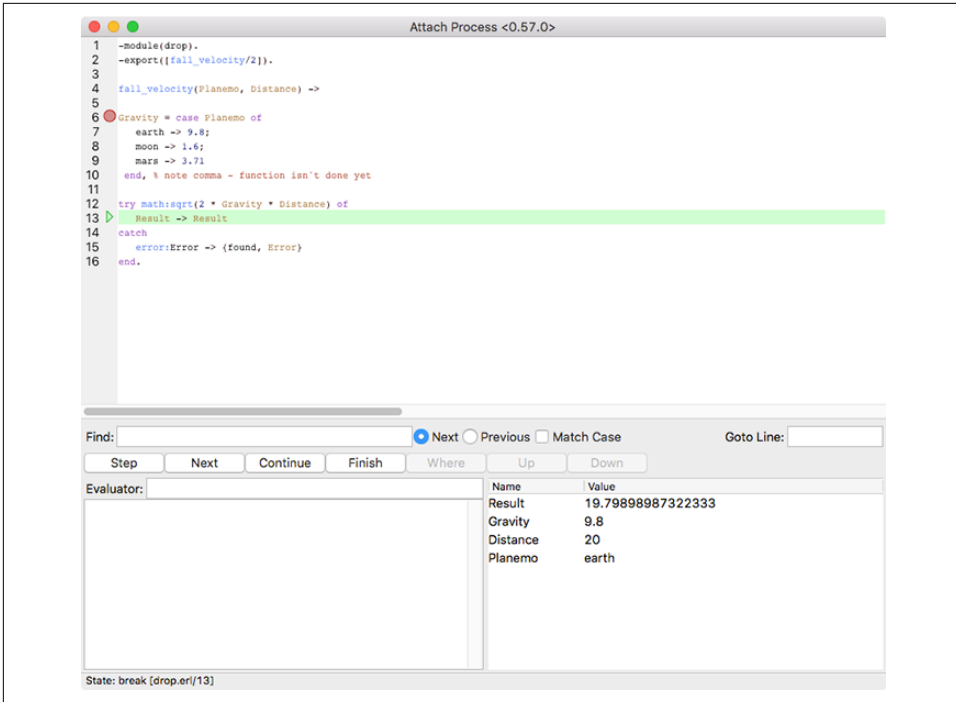 Attach Process <0.57.0>
1 -module(drop).
2 -export([fall_velocity/2]).
3
4 fall_velocity(Planemo, Distance) ->
5
6 Gravity = case Planemo of
7 earth -> 9.8;
8 moon -> 1.6;
9 mars -> 3.71
10 end, % note comma - function isn't done yet
11
12 try math:sqrt(2 * Gravity * Distance) of
13 Result -> Result
14 catch
15 error:Error -> {found, Error}
16 end.
Find: Next Previous Match Case Goto Line:
Step Next Continue Finish Where Up Down
Evaluator:
Name Value
Result 19.79898987322333
Gravity 9.8
Distance 20
Planemo earth
State: break [drop.erl/13]